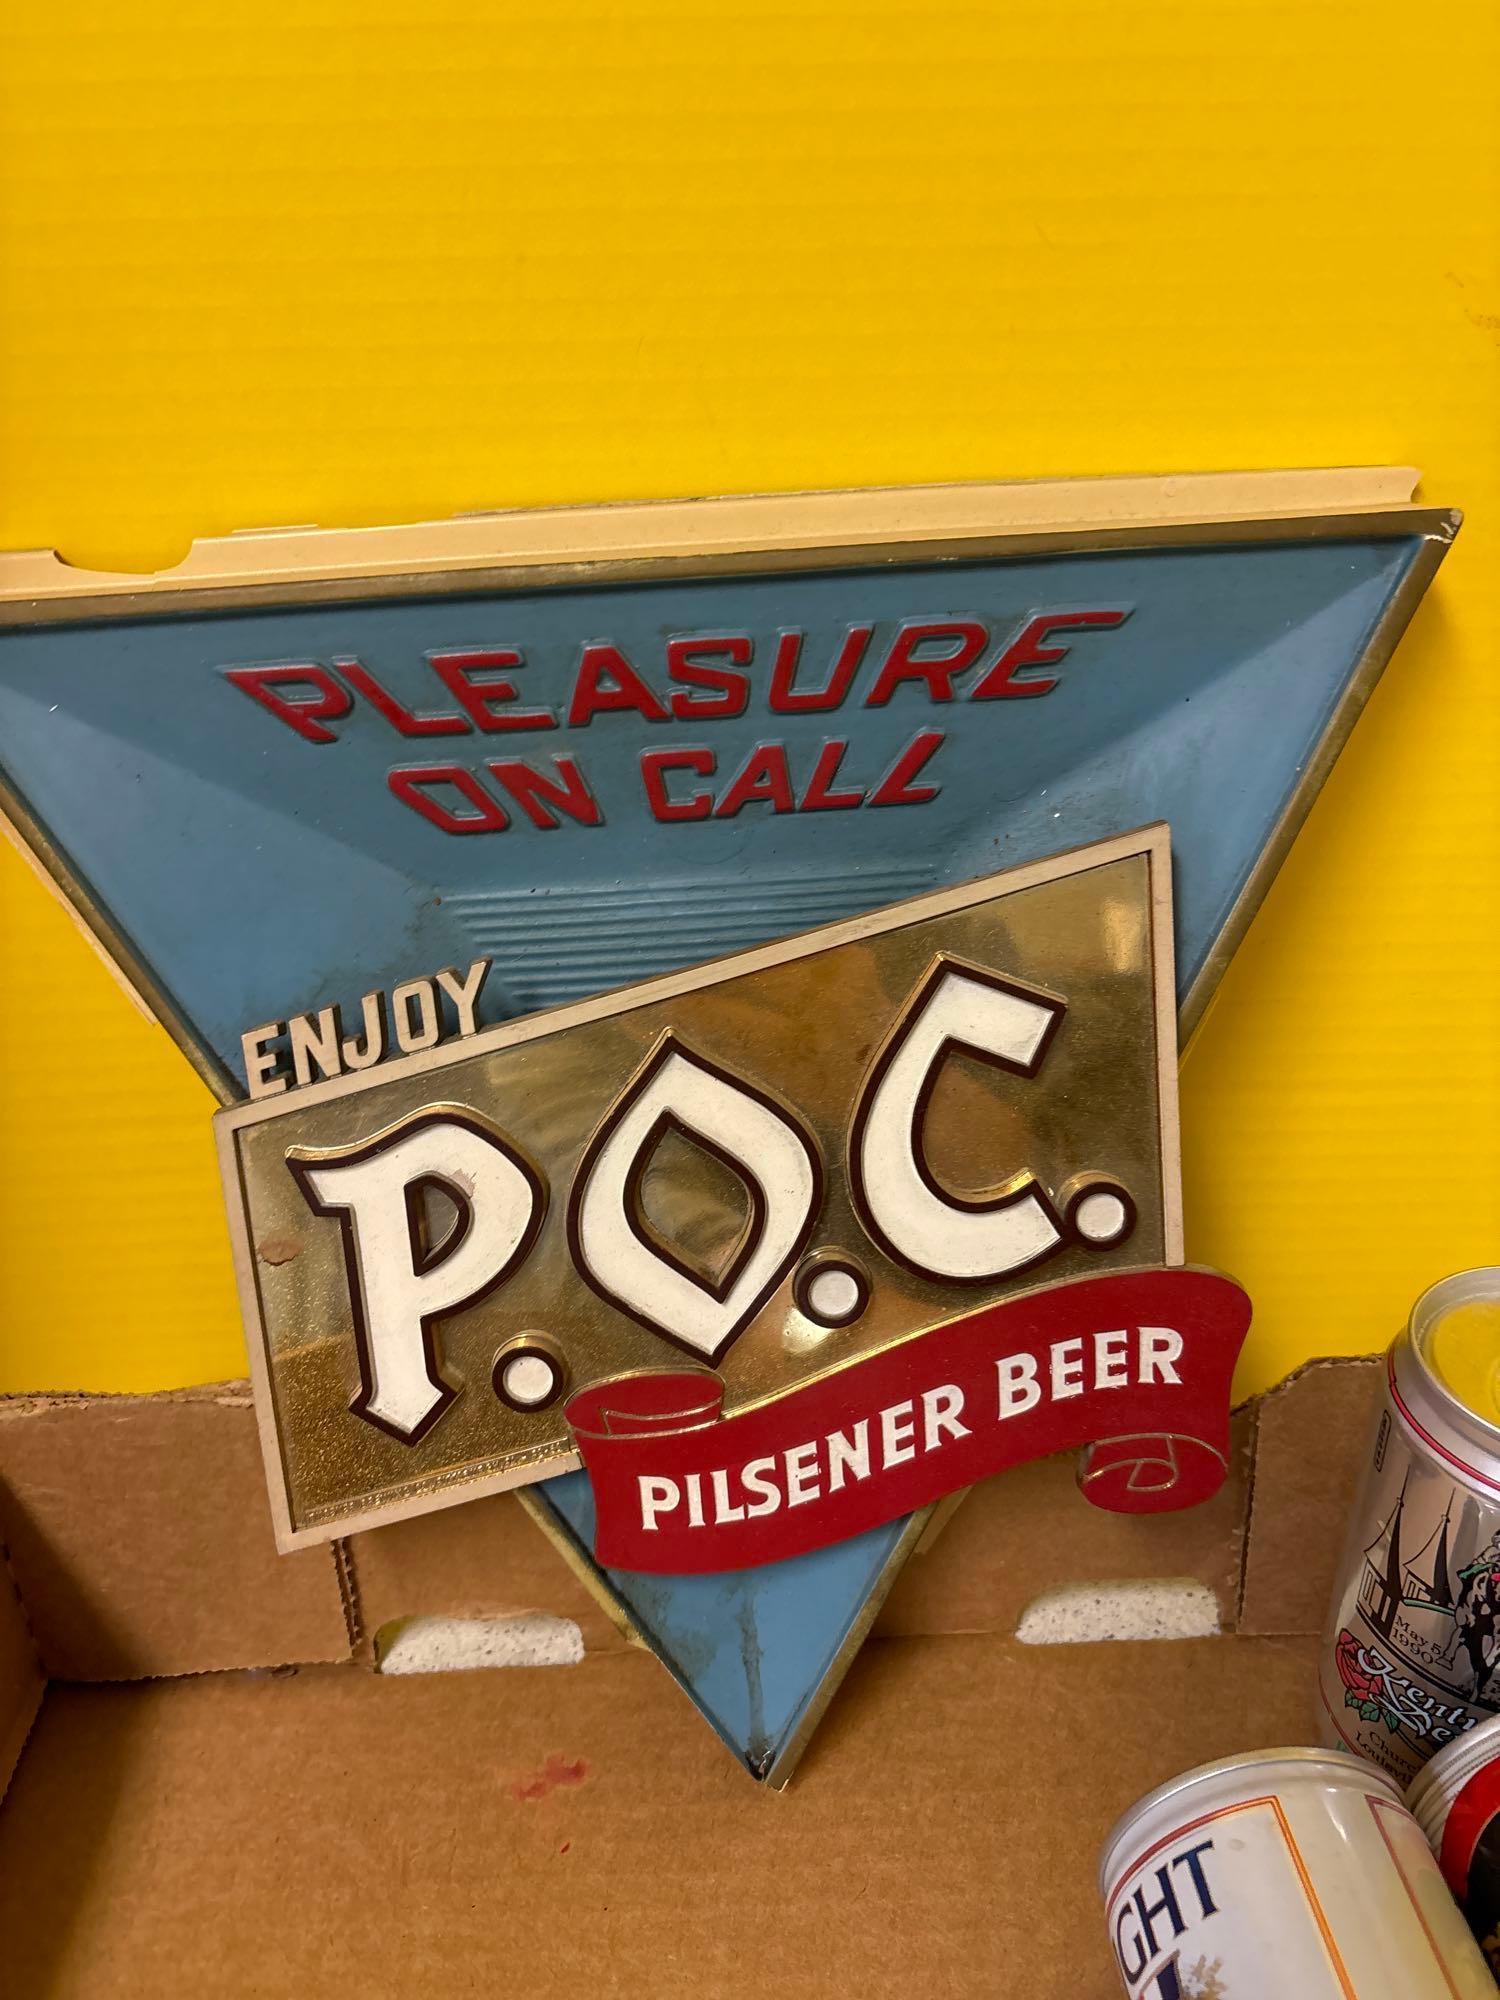 PLEASURE
ON CALL
ENJOY
P.O.C.
PILSENER BEER
May 5
1990